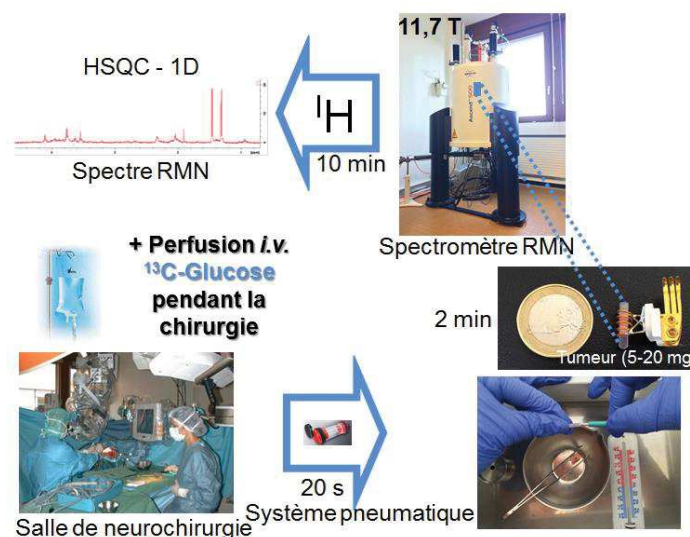 HSQC - 1D
11,7 T
¹H
10 min
Spectre RMN
Spectromètre RMN
+ Perfusion i.v.
¹³C-Glucose
pendant la
chirurgie
2 min
Tumeur (5-20 mg
20 s
Salle de neurochirurgie
Système pneumatique